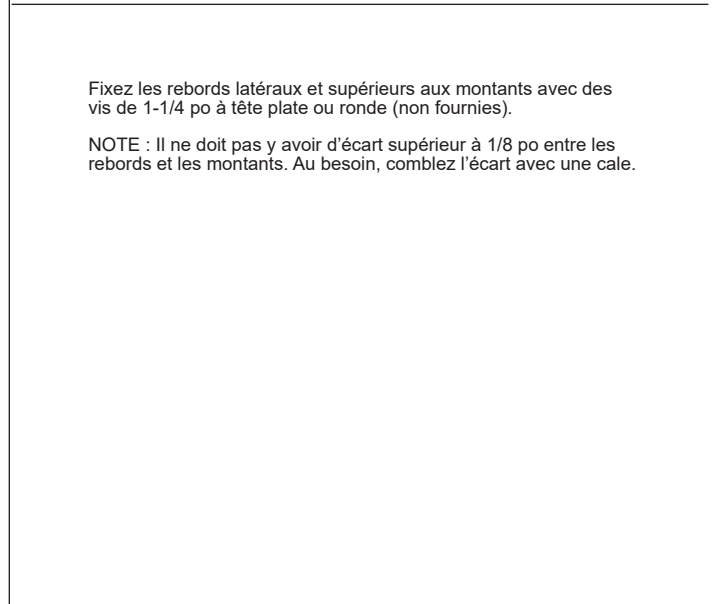 Fixez les rebords latéraux et supérieurs aux montants avec des
vis de 1-1/4 po à tête plate ou ronde (non fournies).
NOTE : Il ne doit pas y avoir d’écart supérieur à 1/8 po entre les
rebords et les montants. Au besoin, comblez l’écart avec une cale.